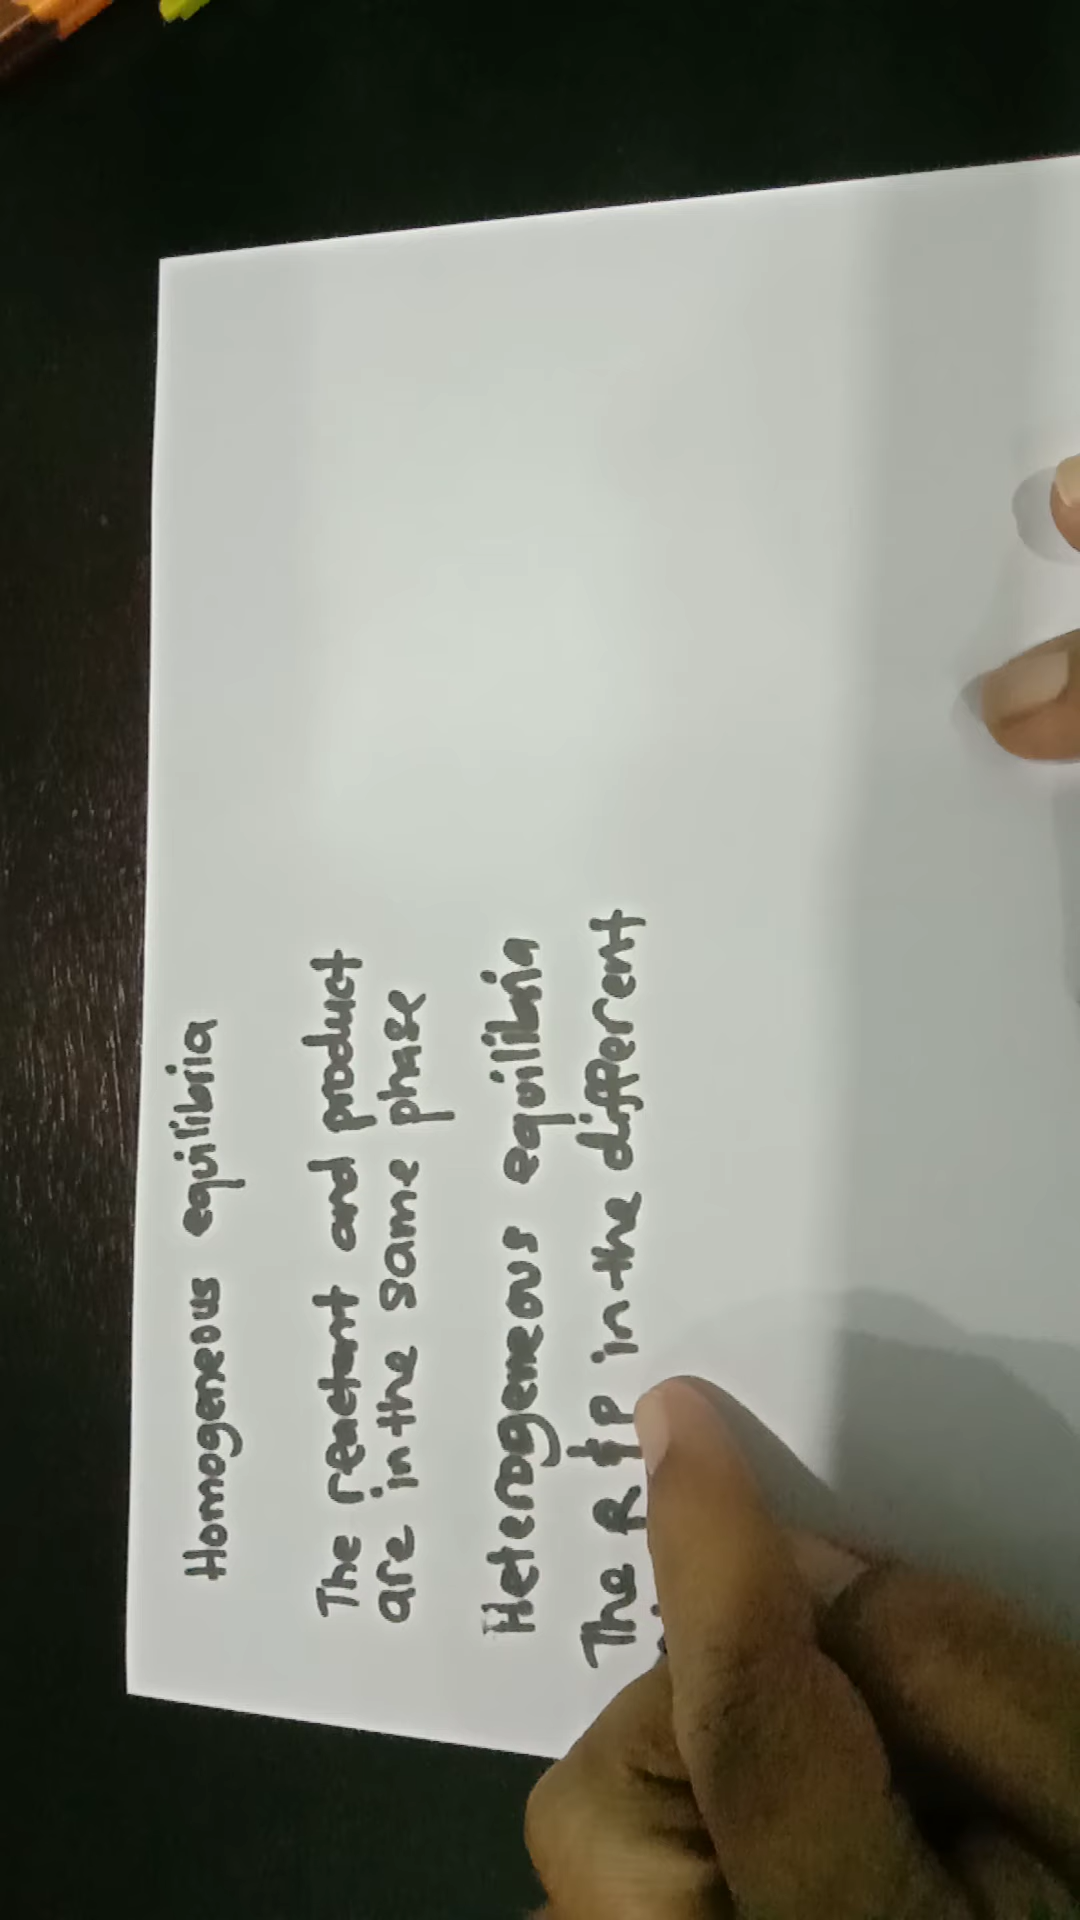 Homogeneous equilibria
The reactant and product
are in the same phase
Heterogeneous equilibria
The R & P in the different